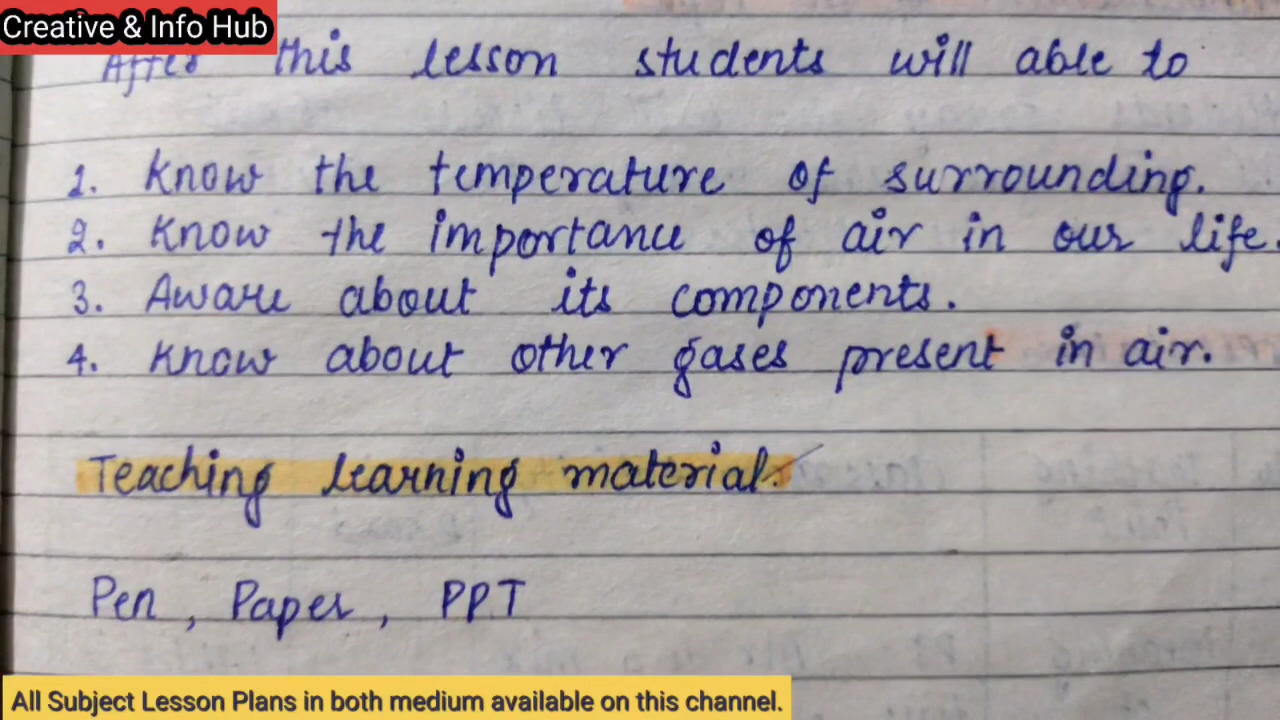 Creative & Info Hub
After this lesson students will able to
1. Know the temperature of surrounding.
2. Know the importance of air in our life.
3. Aware about its components.
4. Know about other gases present in air.
Teaching learning material.
Pen, Paper, PPT
All Subject Lesson Plans in both medium available on this channel.